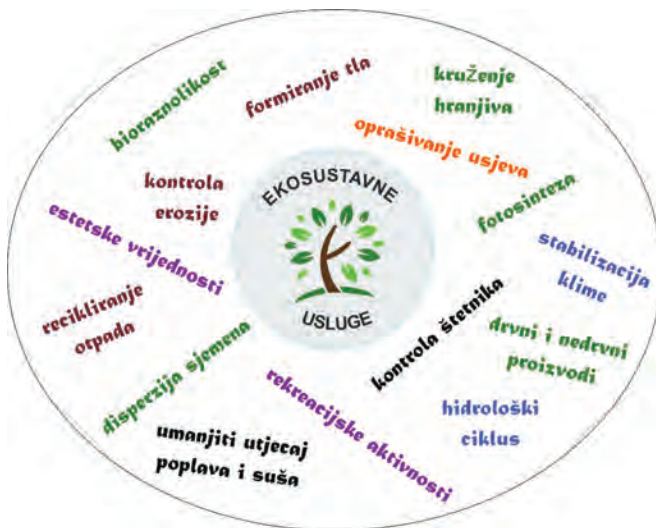 bioraznolikost
formiranje tla
kruženje
hranjiva
oprašivanje usjeva
kontrola
erozije
EKOSUSTAVNE
USLUGE
fotosinteza
estetske vrijednosti
stabilizacija
klime
recikliranje
otpada
kontrola štetnika
drvni i nedrvni
proizvodi
disperzija sjemena
rekreacijske aktivnosti
hidrološki
ciklus
umanjiti utjecaj
poplava i suša